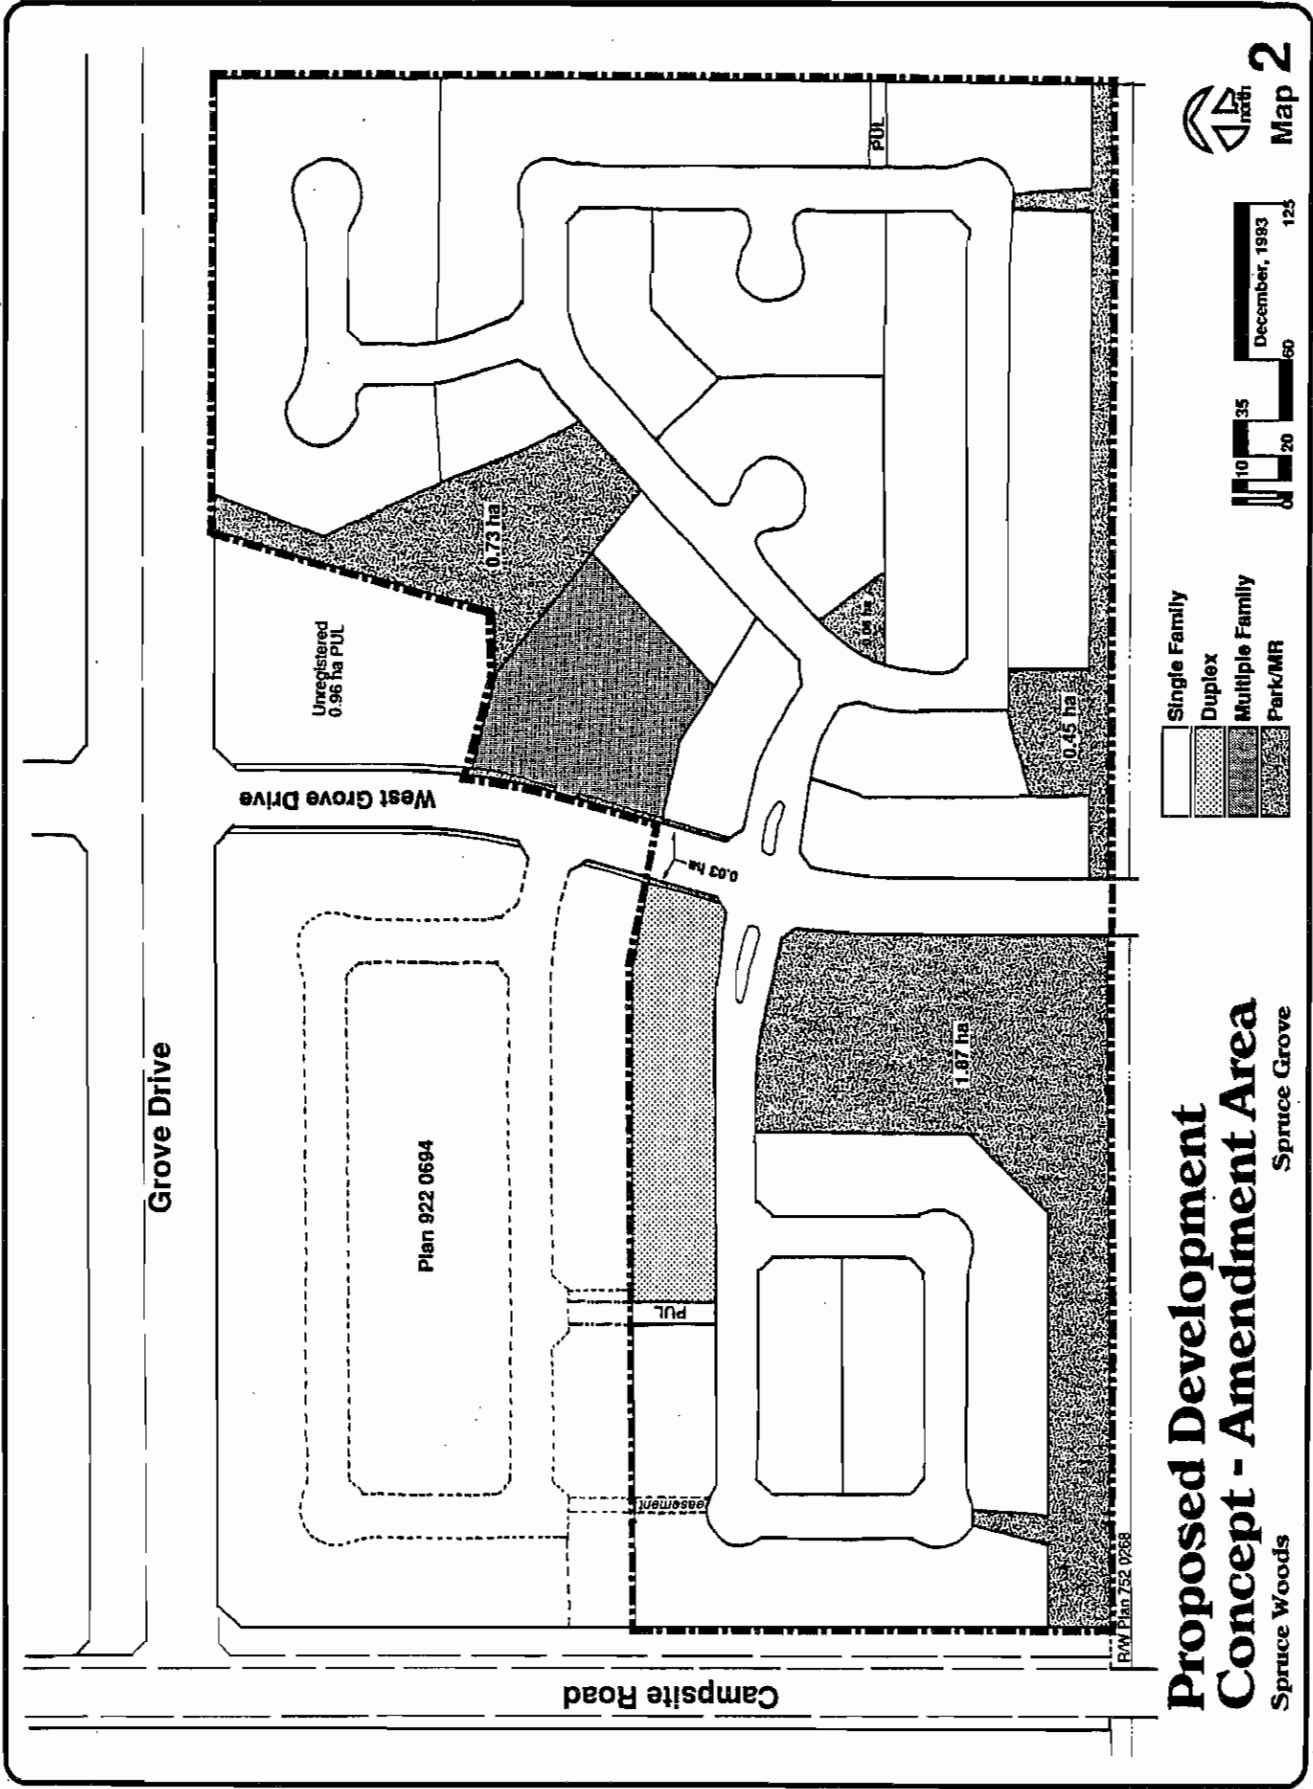 Grove Drive
Campsite Road
West Grove Drive
Plan 922 0694
Unregistered
0.96 ha PUL
0.73 ha
0.03 ha
PUL
PUL
easement
0.45 ha
1.87 ha
R/W Plan 752 0268
Proposed Development
Concept - Amendment Area
Spruce Woods
Spruce Grove
Single Family
Duplex
Multiple Family
Park/MR
10 35
0 20 60 125
December, 1993
north
Map 2